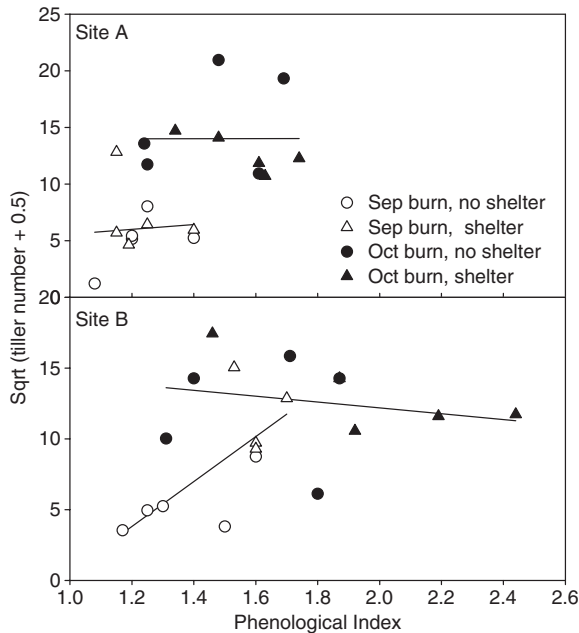 Site A
25
20
15
10
5
0
Sep burn, no shelter
Sep burn, shelter
Oct burn, no shelter
Oct burn, shelter
Sqrt (tiller number + 0.5)
Site B
20
15
10
5
0
1.0 1.2 1.4 1.6 1.8 2.0 2.2 2.4 2.6
Phenological Index